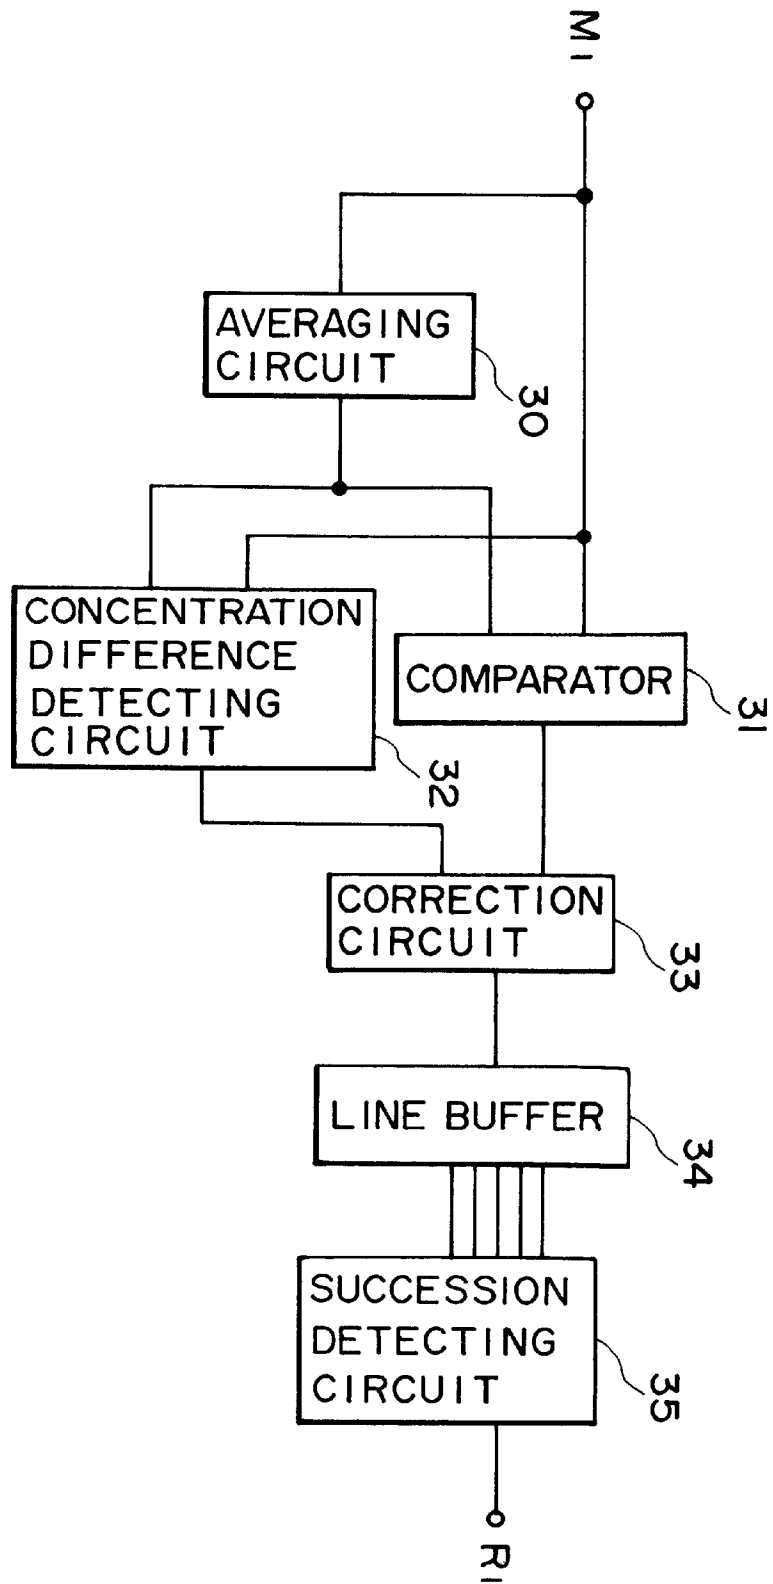 M1
AVERAGING
CIRCUIT
30
CONCENTRATION
DIFFERENCE
DETECTING
CIRCUIT
32
COMPARATOR
31
CORRECTION
CIRCUIT
33
LINE BUFFER
34
SUCCESSION
DETECTING
CIRCUIT
35
R1